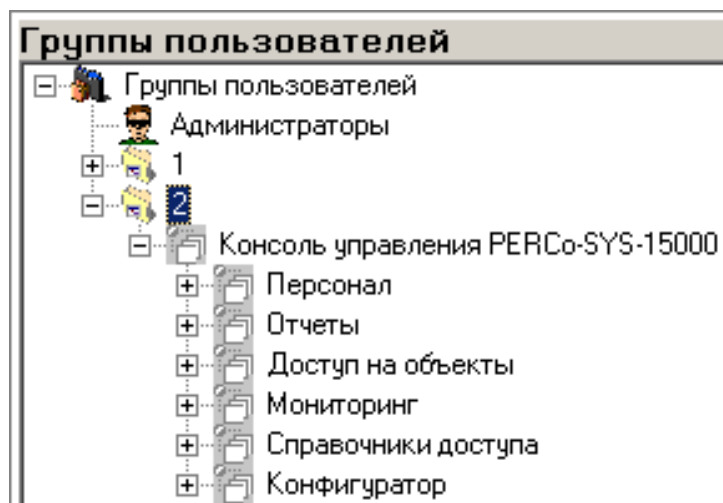 Группы пользователей
Группы пользователей
Администраторы
1
2
Консоль управления PERCo-SYS-15000
Персонал
Отчеты
Доступ на объекты
Мониторинг
Справочники доступа
Конфигуратор